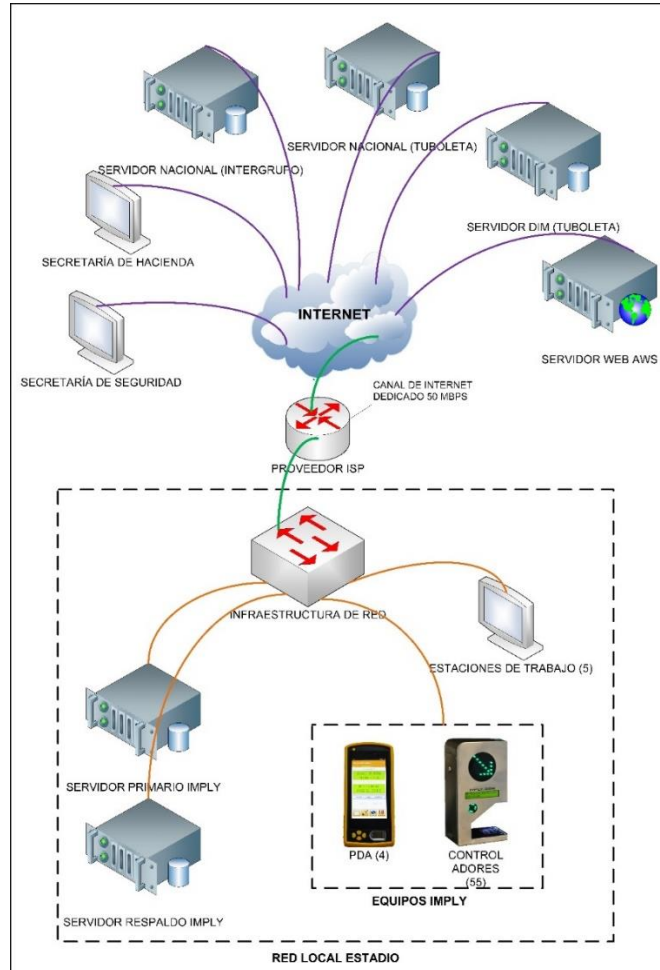 SERVIDOR NACIONAL (TUBOLETA)
SERVIDOR NACIONAL (INTERGRUPO)
SERVIDOR DIM (TUBOLETA)
SECRETARÍA DE HACIENDA
INTERNET
SERVIDOR WEB AWS
SECRETARÍA DE SEGURIDAD
CANAL DE INTERNET
DEDICADO 50 MBPS
PROVEEDOR ISP
INFRAESTRUCTURA DE RED
ESTACIONES DE TRABAJO (5)
SERVIDOR PRIMARIO IMPLY
PDA (4)
CONTROL
ADORES
(55)
EQUIPOS IMPLY
SERVIDOR RESPALDO IMPLY
RED LOCAL ESTADIO